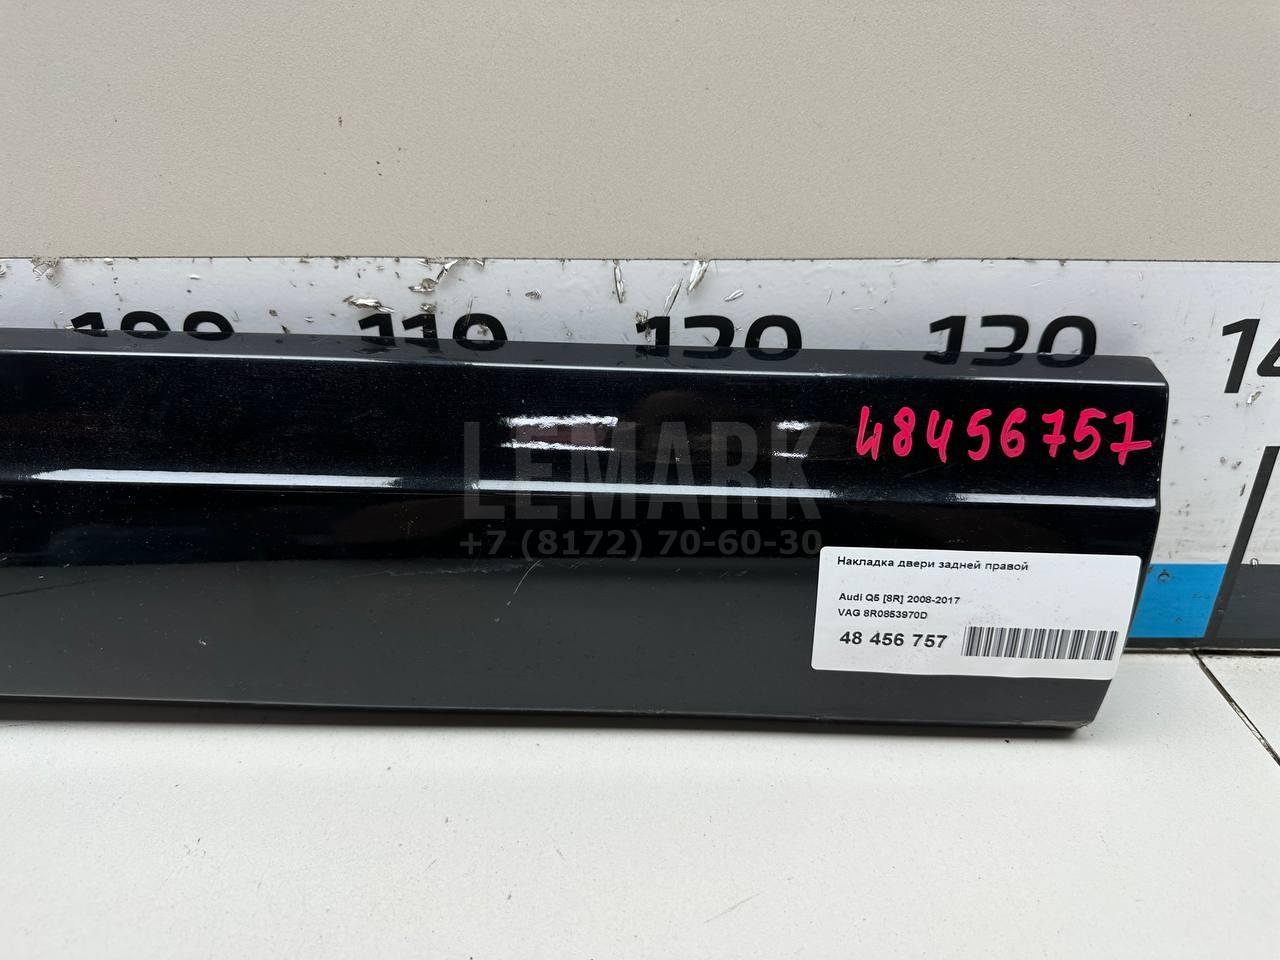 100 110 120 130 14
48456757
LEMARK
+7 (8172) 70-60-30
Накладка двери задней правой
Audi Q5 [8R] 2008-2017
VAG 8R0853970D
48 456 757